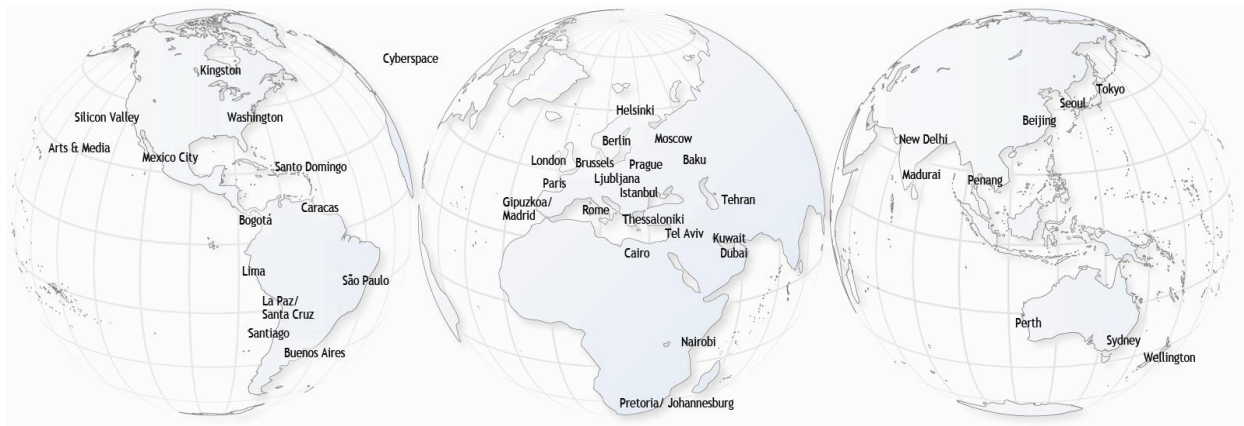 Cyberspace
Kingston
Silicon Valley
Washington
Arts & Media
Mexico City
Santo Domingo
Caracas
Bogotá
Lima
São Paulo
La Paz/
Santa Cruz
Santiago
Buenos Aires
Helsinki
Berlin
Moscow
London
Brussels
Prague
Baku
Ljubljana
Paris
Istanbul
Tehran
Gipuzkoa/
Madrid
Rome
Thessaloniki
Tel Aviv
Kuwait
Cairo
Dubai
Nairobi
Pretoria/ Johannesburg
Tokyo
Seoul
Beijing
New Delhi
Madurai
Penang
Perth
Sydney
Wellington